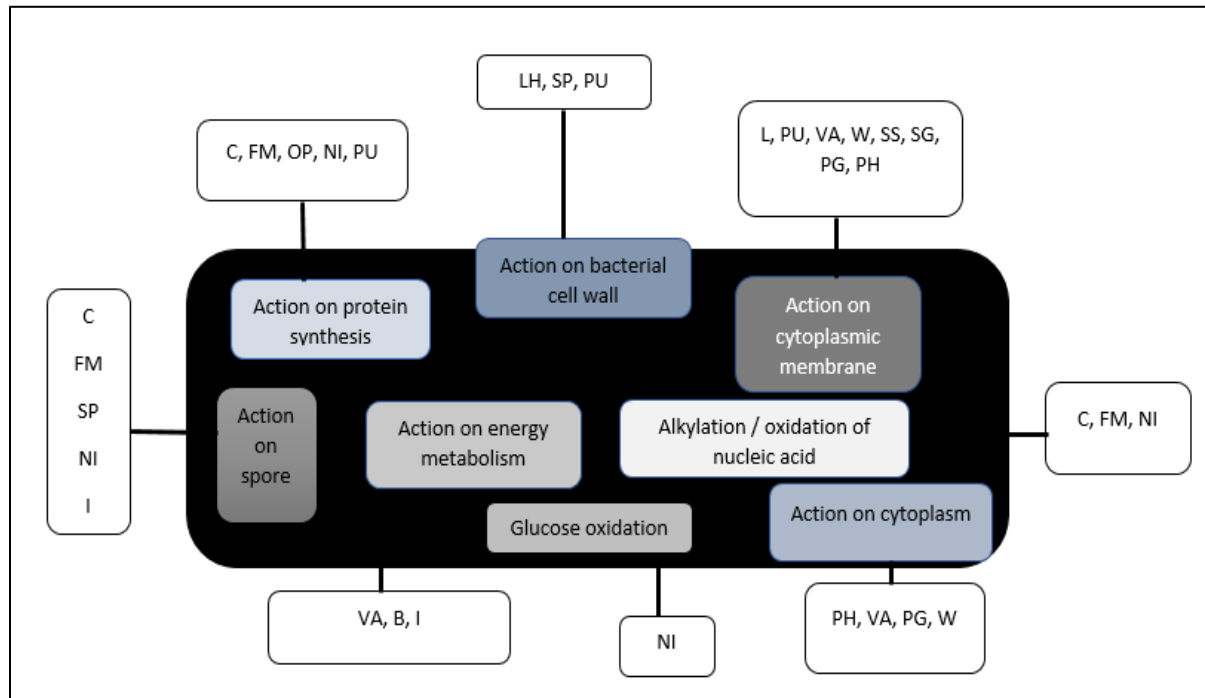 LH, SP, PU
C, FM, OP, NI, PU
L, PU, VA, W, SS, SG,
PG, PH
Action on bacterial
cell wall
Action on protein
synthesis
Action on
cytoplasmic
membrane
C
FM
SP
NI
I
Action
on
spore
Action on energy
metabolism
Alkylation / oxidation of
nucleic acid
C, FM, NI
Glucose oxidation
Action on cytoplasm
VA, B, I
NI
PH, VA, PG, W